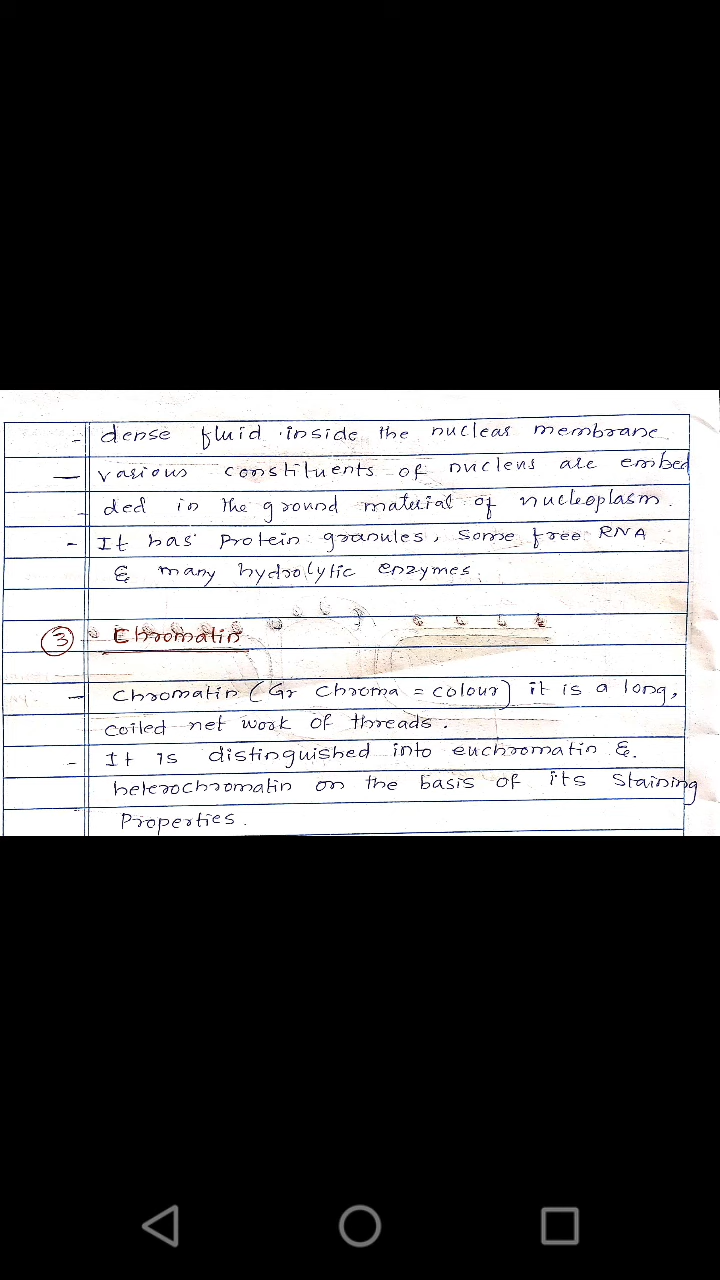 - dense fluid inside the nuclear membrane
- various constituents of nucleus are embed
- ded in the ground material of nucleoplasm.
- It has Protein granules, some free RNA
& many hydrolytic enzymes.
③ Chromatin
- Chromatin (Gr Chroma = colour) it is a long,
coiled net work of threads.
- It is distinguished into euchromatin &
heterochromatin on the basis of its Staining
Properties.